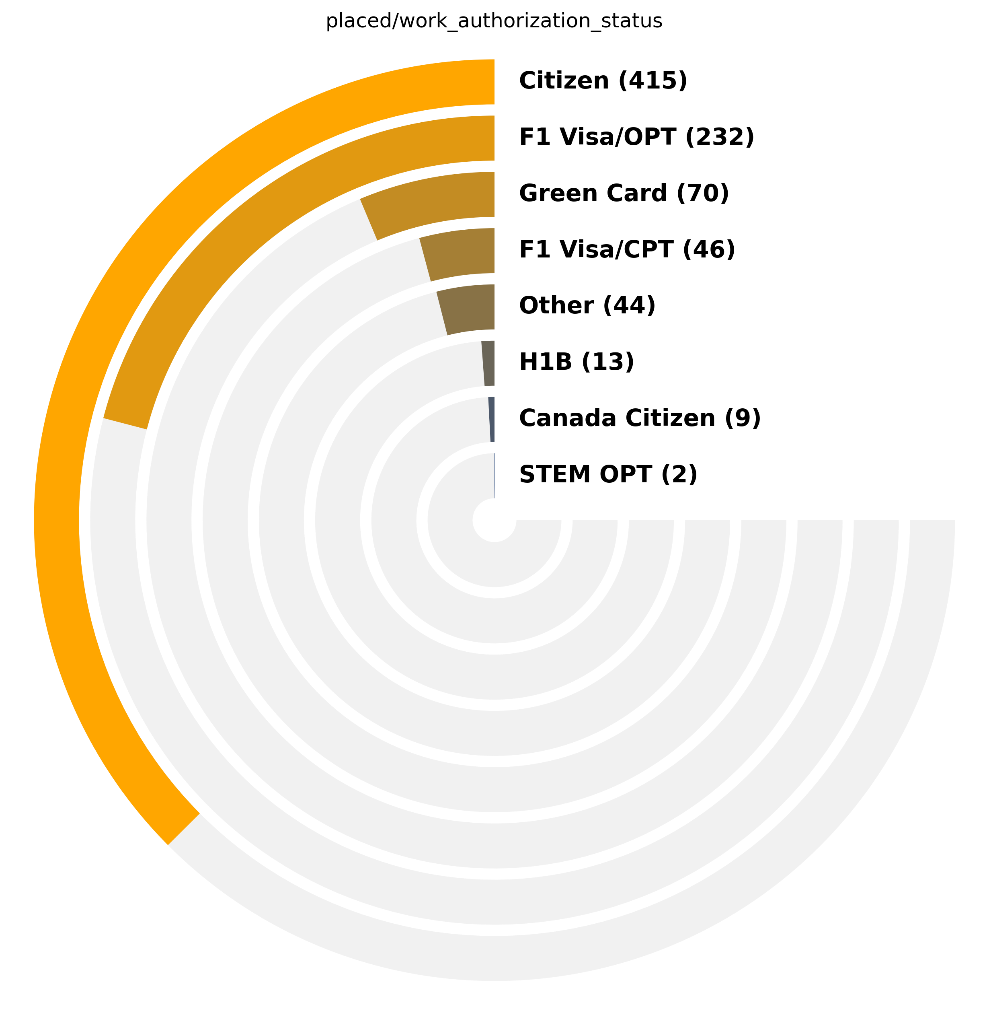 placed/work_authorization_status
Citizen (415)
F1 Visa/OPT (232)
Green Card (70)
F1 Visa/CPT (46)
Other (44)
H1B (13)
Canada Citizen (9)
STEM OPT (2)